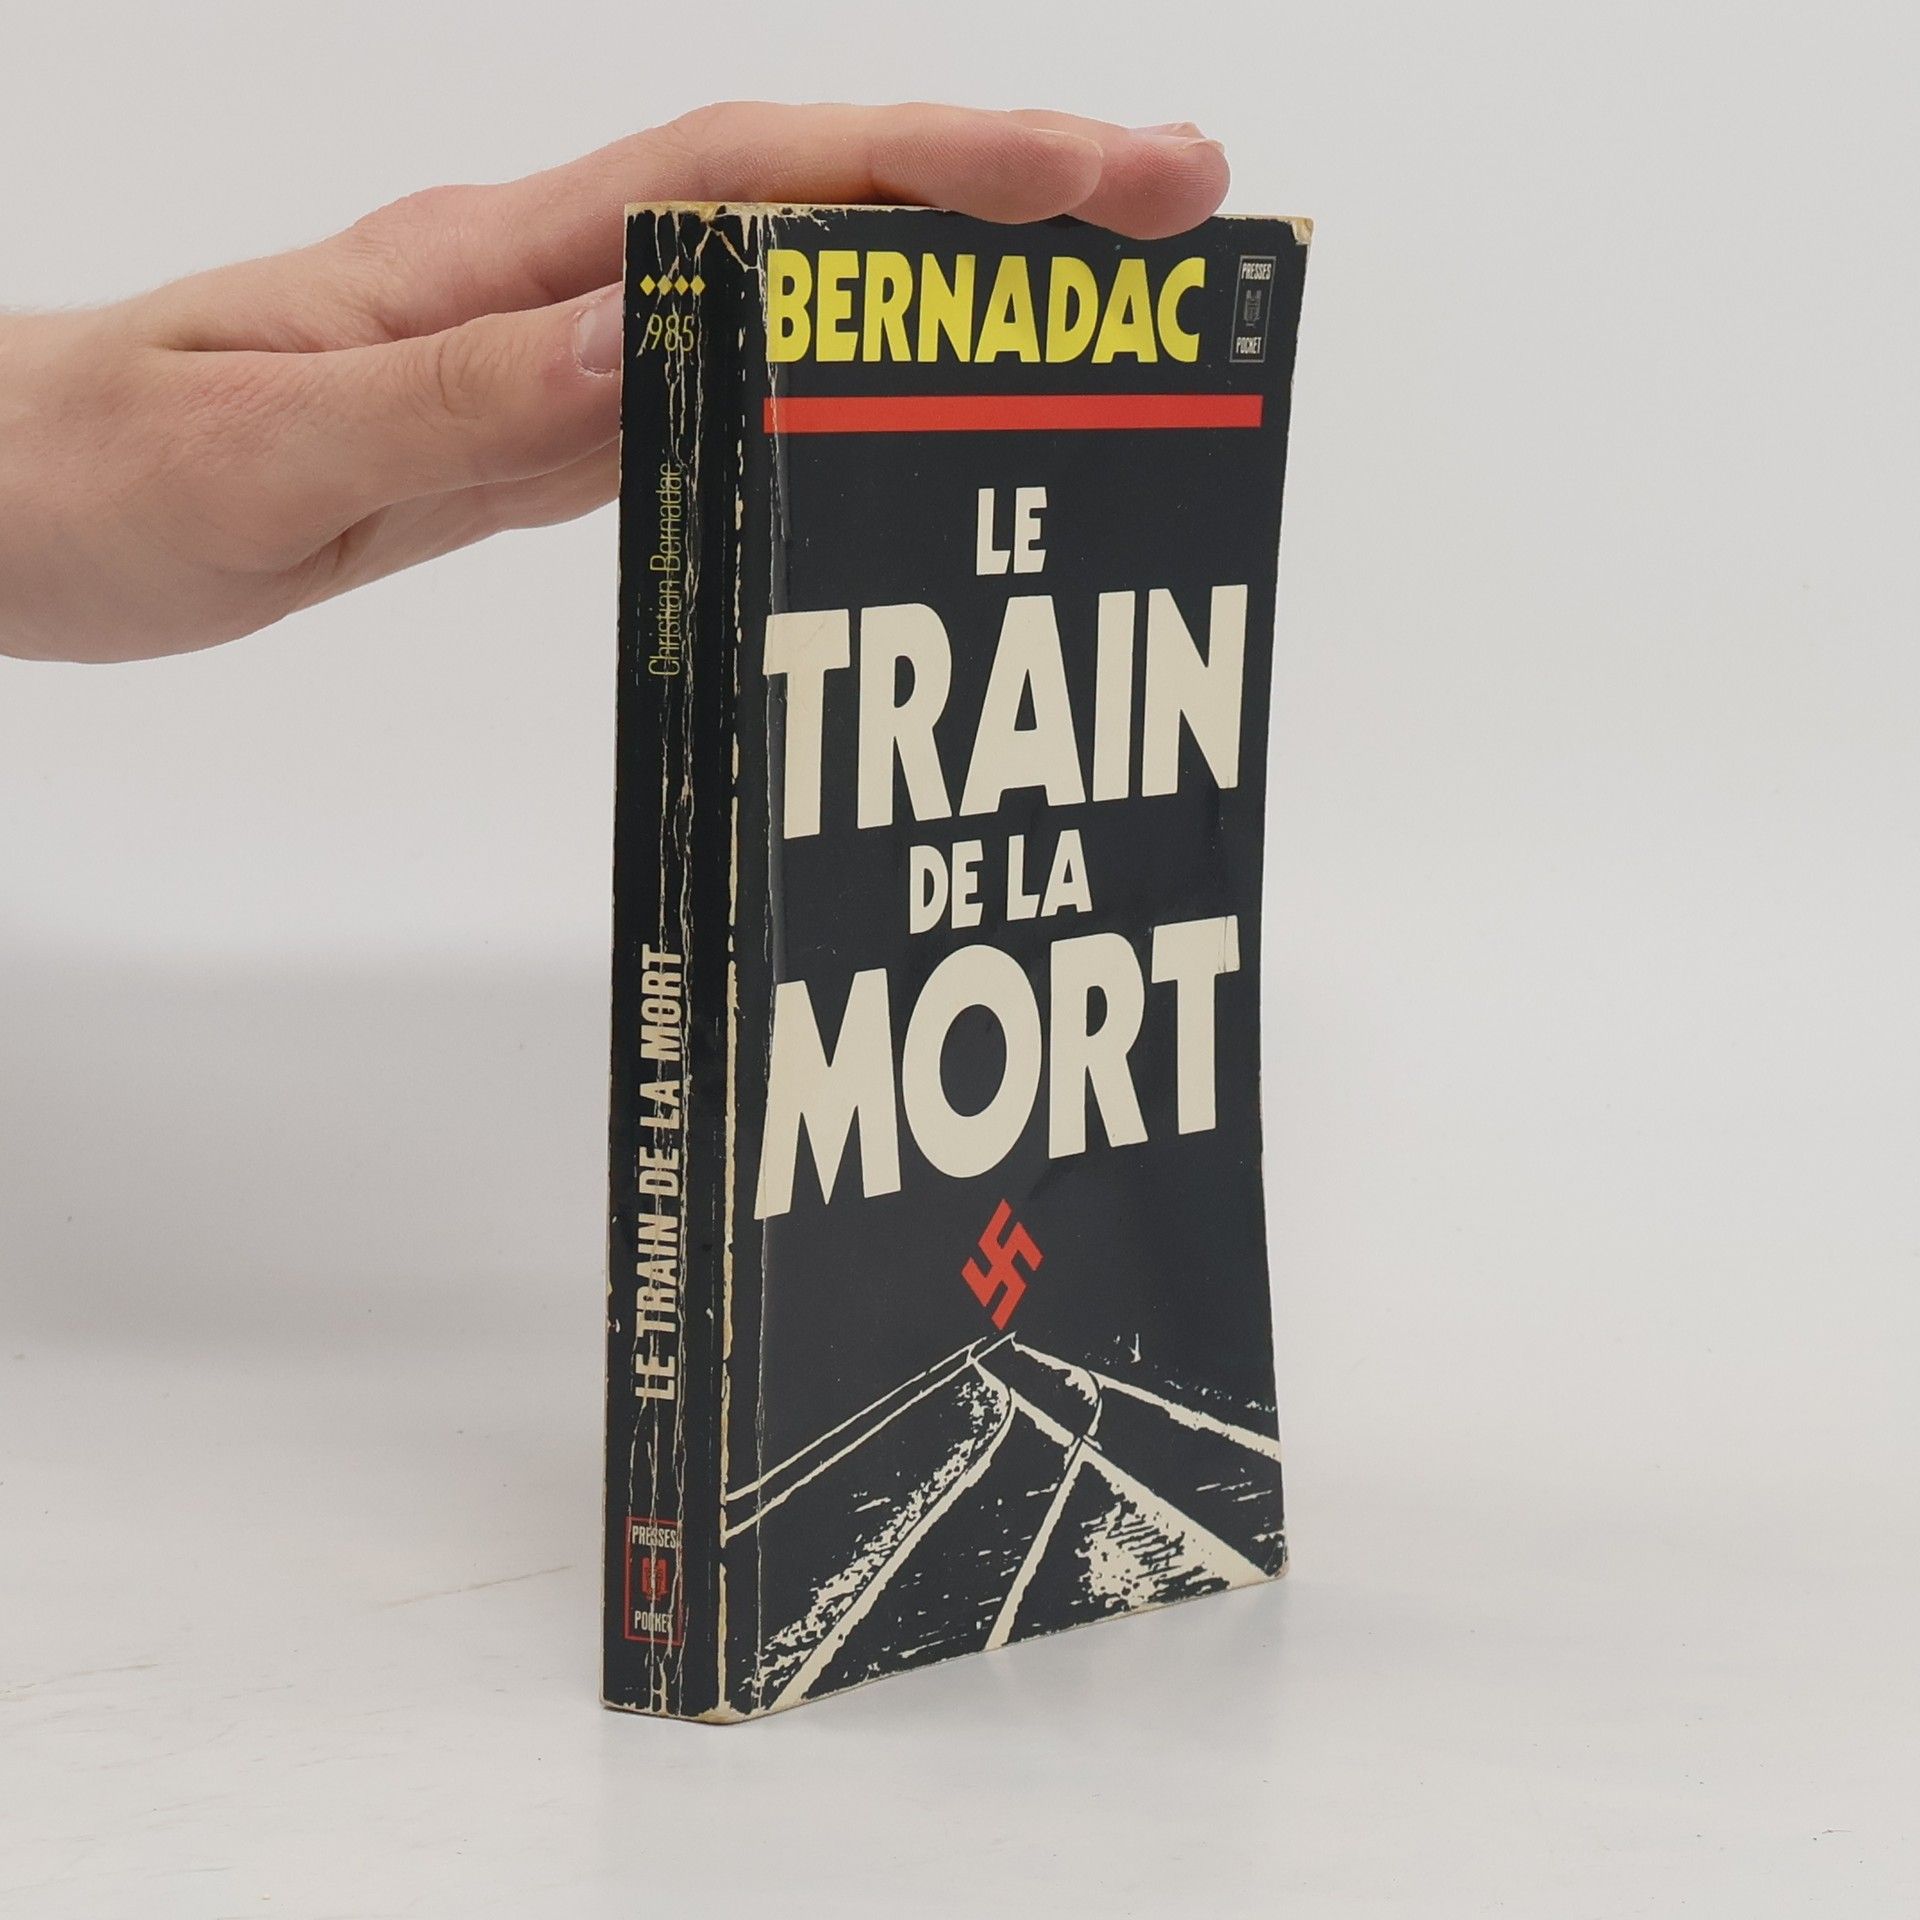 985
Christian Bernadac
LE TRAIN DE LA MORT
PRESSES
POCKET
BERNADAC
PRESSES
POCKET
LE
TRAIN
DE LA
MORT